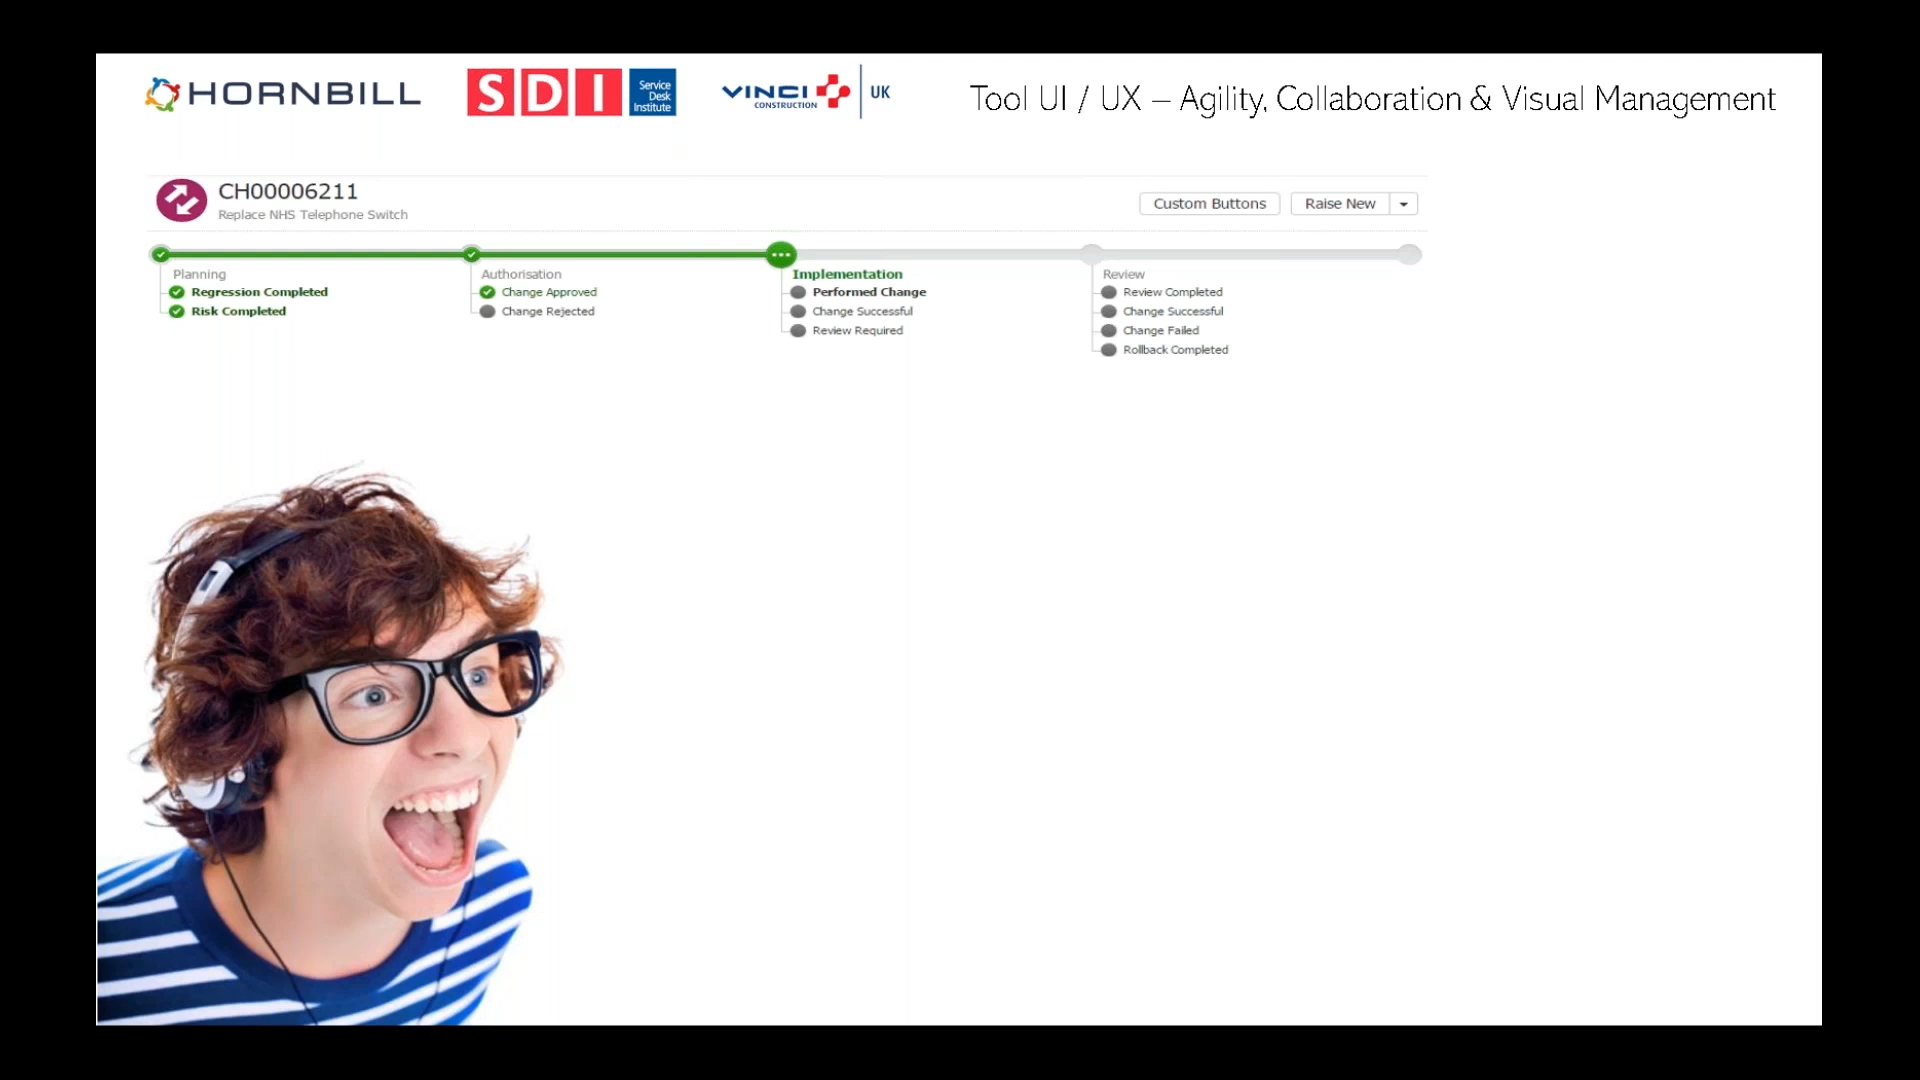 HORNBILL
SDI Service Desk Institute
VINCI CONSTRUCTION UK
Tool UI / UX – Agility, Collaboration & Visual Management
CH00006211
Replace NHS Telephone Switch
Custom Buttons
Raise New
Planning
Regression Completed
Risk Completed
Authorisation
Change Approved
Change Rejected
Implementation
Performed Change
Change Successful
Review Required
Review
Review Completed
Change Successful
Change Failed
Rollback Completed